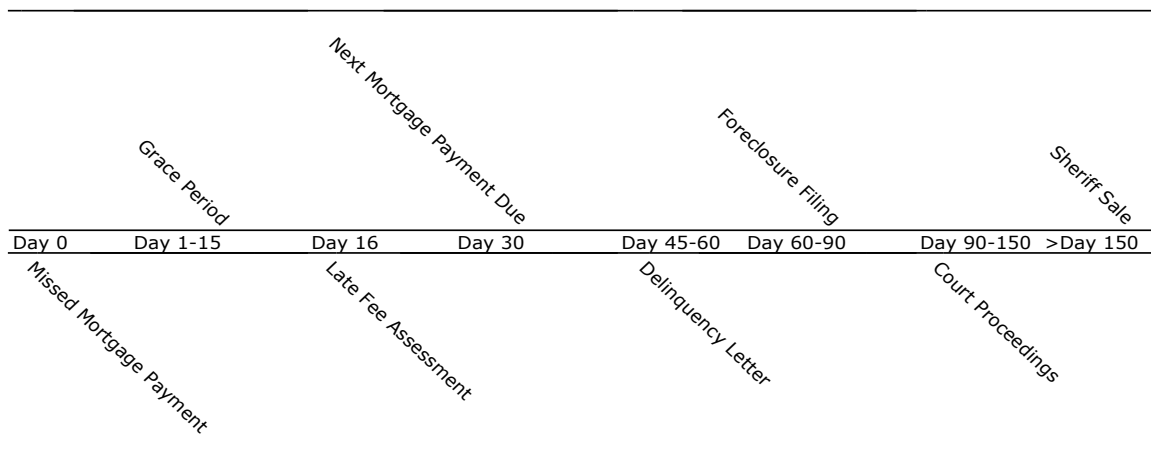 Next Mortgage Payment Due
Foreclosure Filing
Grace Period
Sheriff Sale
Day 0 Day 1-15 Day 16 Day 30 Day 45-60 Day 60-90 Day 90-150 >Day 150
Missed Mortgage Payment
Late Fee Assessment
Delinquency Letter
Court Proceedings